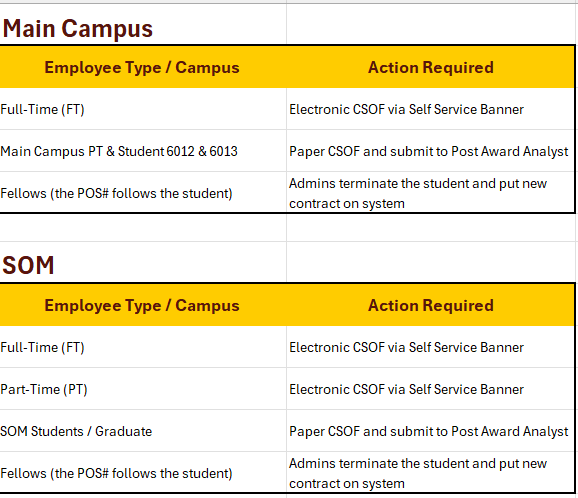 Main Campus
Employee Type / Campus Action Required
Full-Time (FT) Electronic CSOF via Self Service Banner
Main Campus PT & Student 6012 & 6013 Paper CSOF and submit to Post Award Analyst
Fellows (the POS# follows the student) Admins terminate the student and put new
contract on system
SOM
Employee Type / Campus Action Required
Full-Time (FT) Electronic CSOF via Self Service Banner
Part-Time (PT) Electronic CSOF via Self Service Banner
SOM Students / Graduate Paper CSOF and submit to Post Award Analyst
Fellows (the POS# follows the student) Admins terminate the student and put new
contract on system